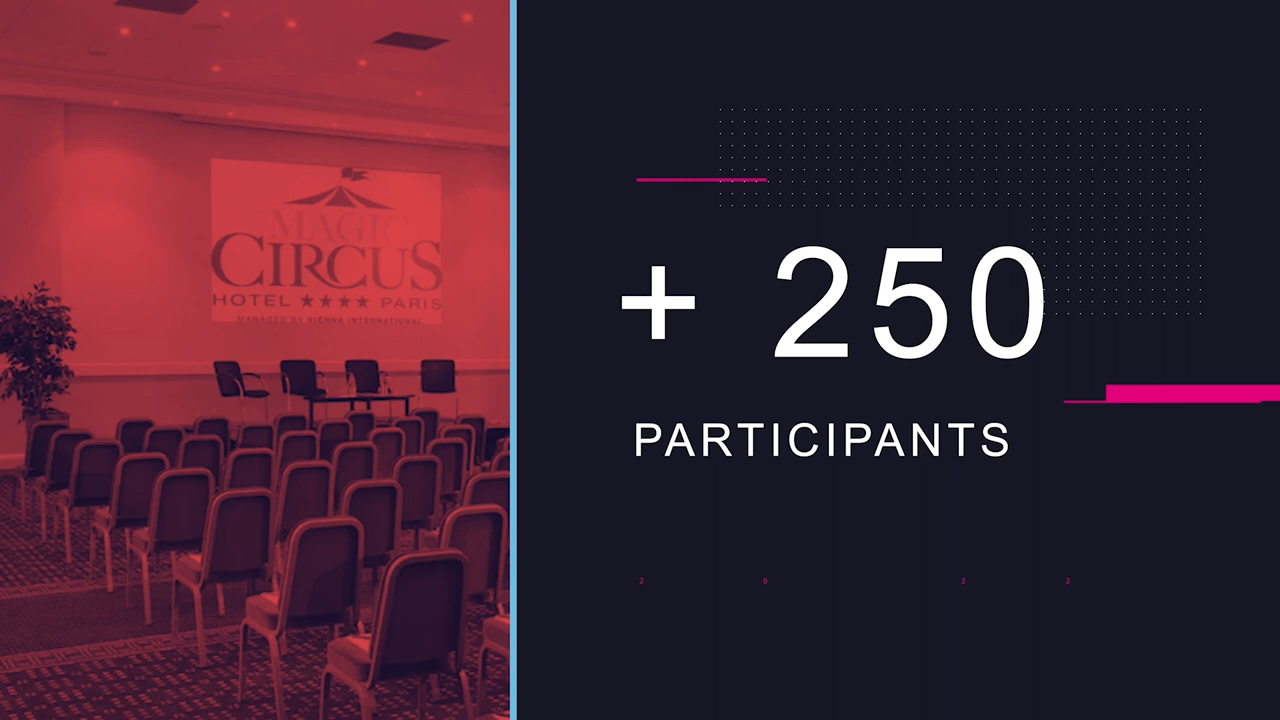 MAGIC
CIRCUS
HOTEL ★★★★ PARIS
MANAGED BY VIENNA INTERNATIONAL
+ 250
PARTICIPANTS
2 0 2 2